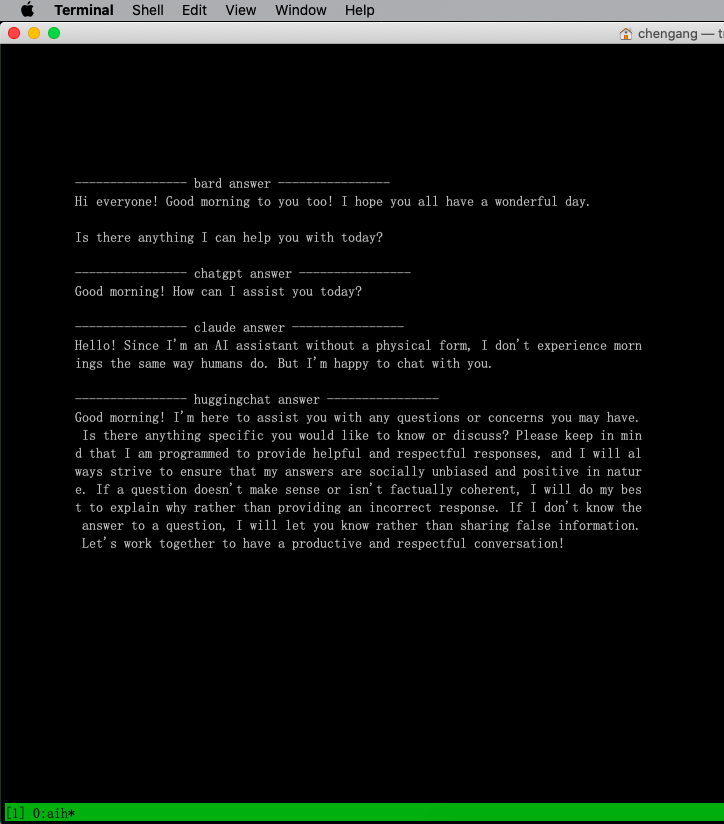 Terminal Shell Edit View Window Help
chengang — tr
---------------- bard answer ----------------
Hi everyone! Good morning to you too! I hope you all have a wonderful day.
Is there anything I can help you with today?
---------------- chatgpt answer ----------------
Good morning! How can I assist you today?
---------------- claude answer ----------------
Hello! Since I'm an AI assistant without a physical form, I don't experience morn
ings the same way humans do. But I'm happy to chat with you.
---------------- huggingchat answer ----------------
Good morning! I'm here to assist you with any questions or concerns you may have.
Is there anything specific you would like to know or discuss? Please keep in min
d that I am programmed to provide helpful and respectful responses, and I will al
ways strive to ensure that my answers are socially unbiased and positive in natur
e. If a question doesn't make sense or isn't factually coherent, I will do my bes
t to explain why rather than providing an incorrect response. If I don't know the
answer to a question, I will let you know rather than sharing false information.
Let's work together to have a productive and respectful conversation!
[1] 0:aih*